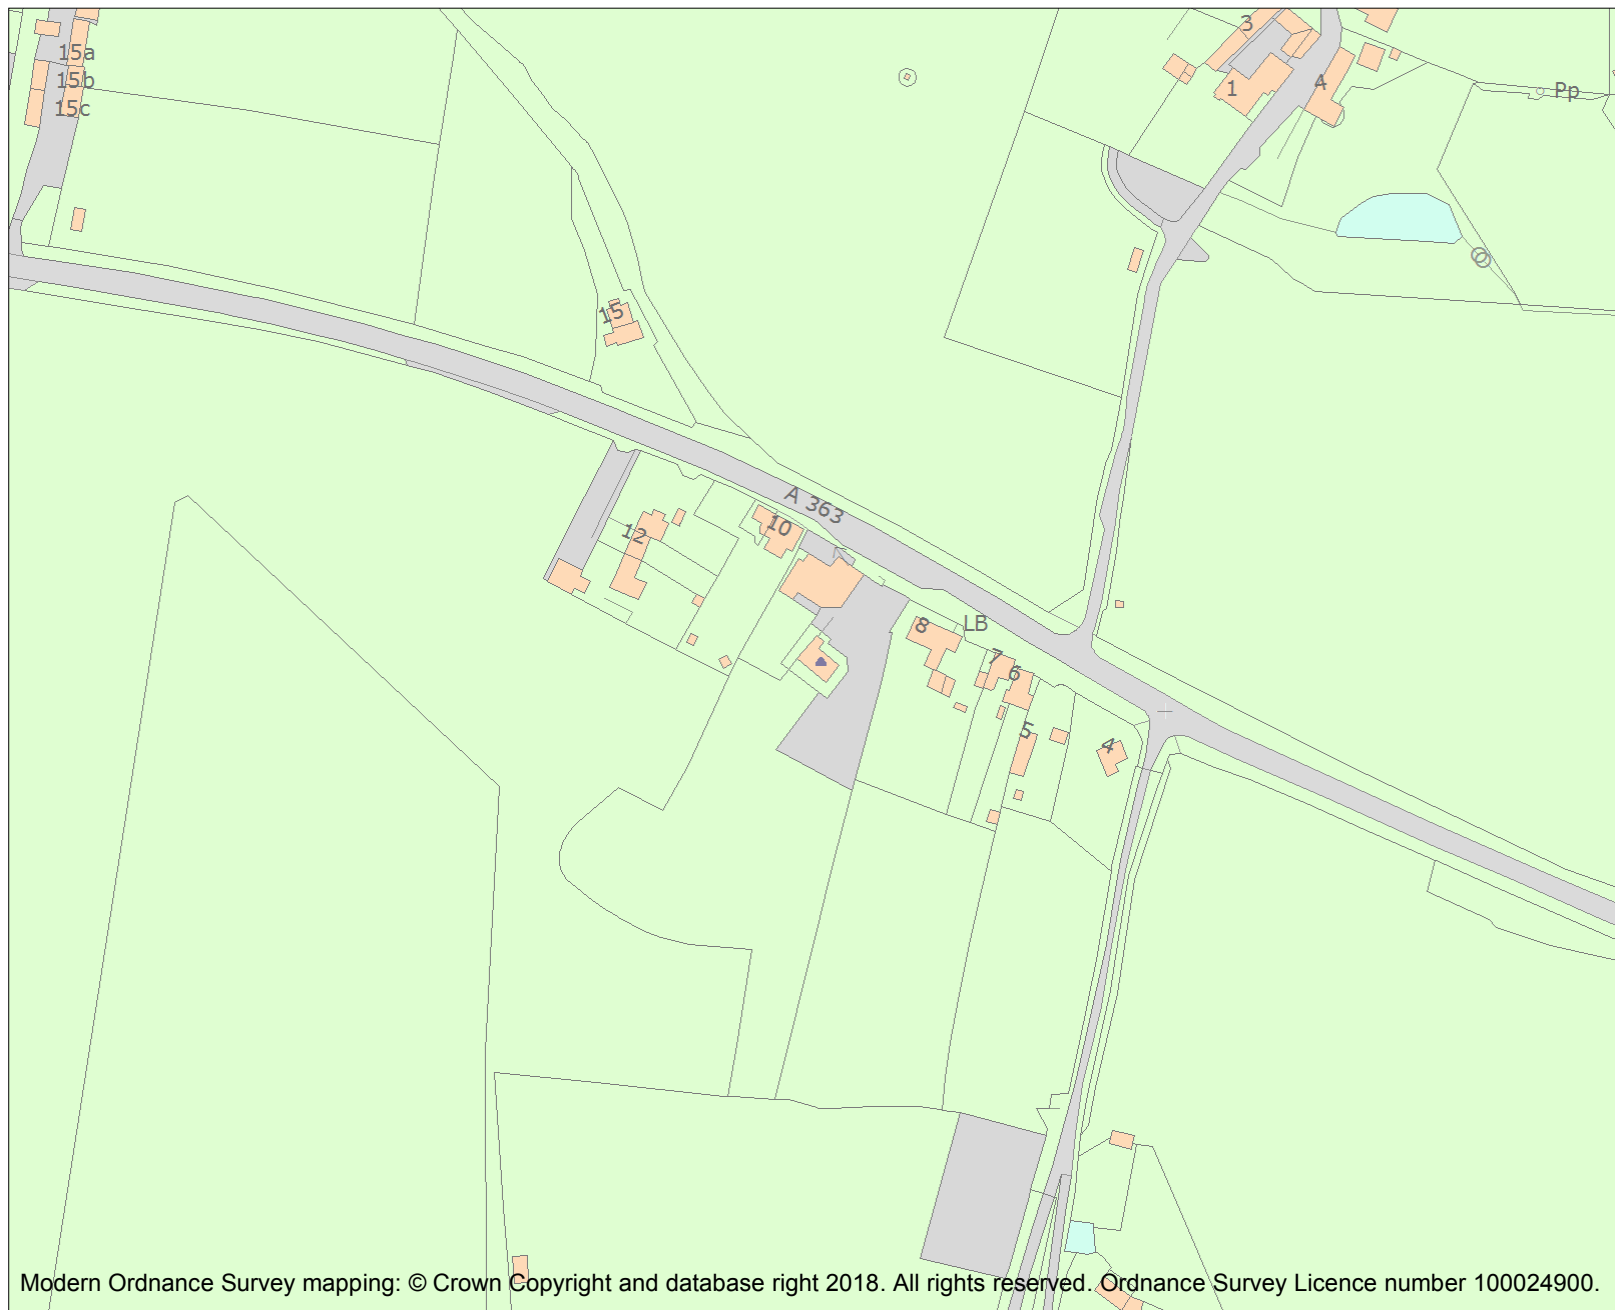 3
15a
15b
15c
1
4
Pp
15
A 363
10
12
8
LB
7
6
5
4
Modern Ordnance Survey mapping: © Crown Copyright and database right 2018. All rights reserved. Ordnance Survey Licence number 100024900.